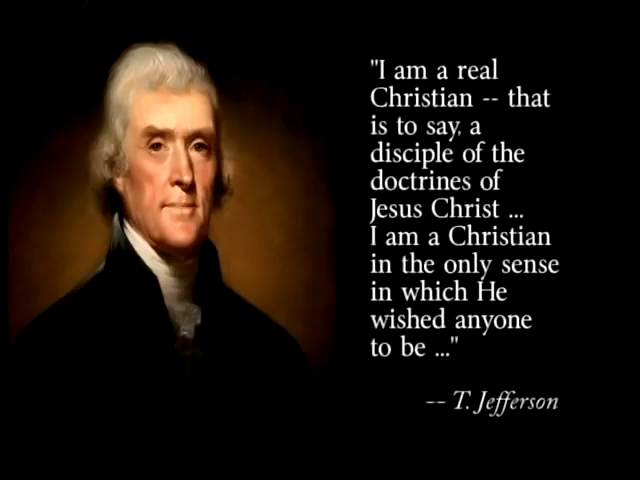 "I am a real
Christian -- that
is to say, a
disciple of the
doctrines of
Jesus Christ ...
I am a Christian
in the only sense
in which He
wished anyone
to be ..."
-- T. Jefferson